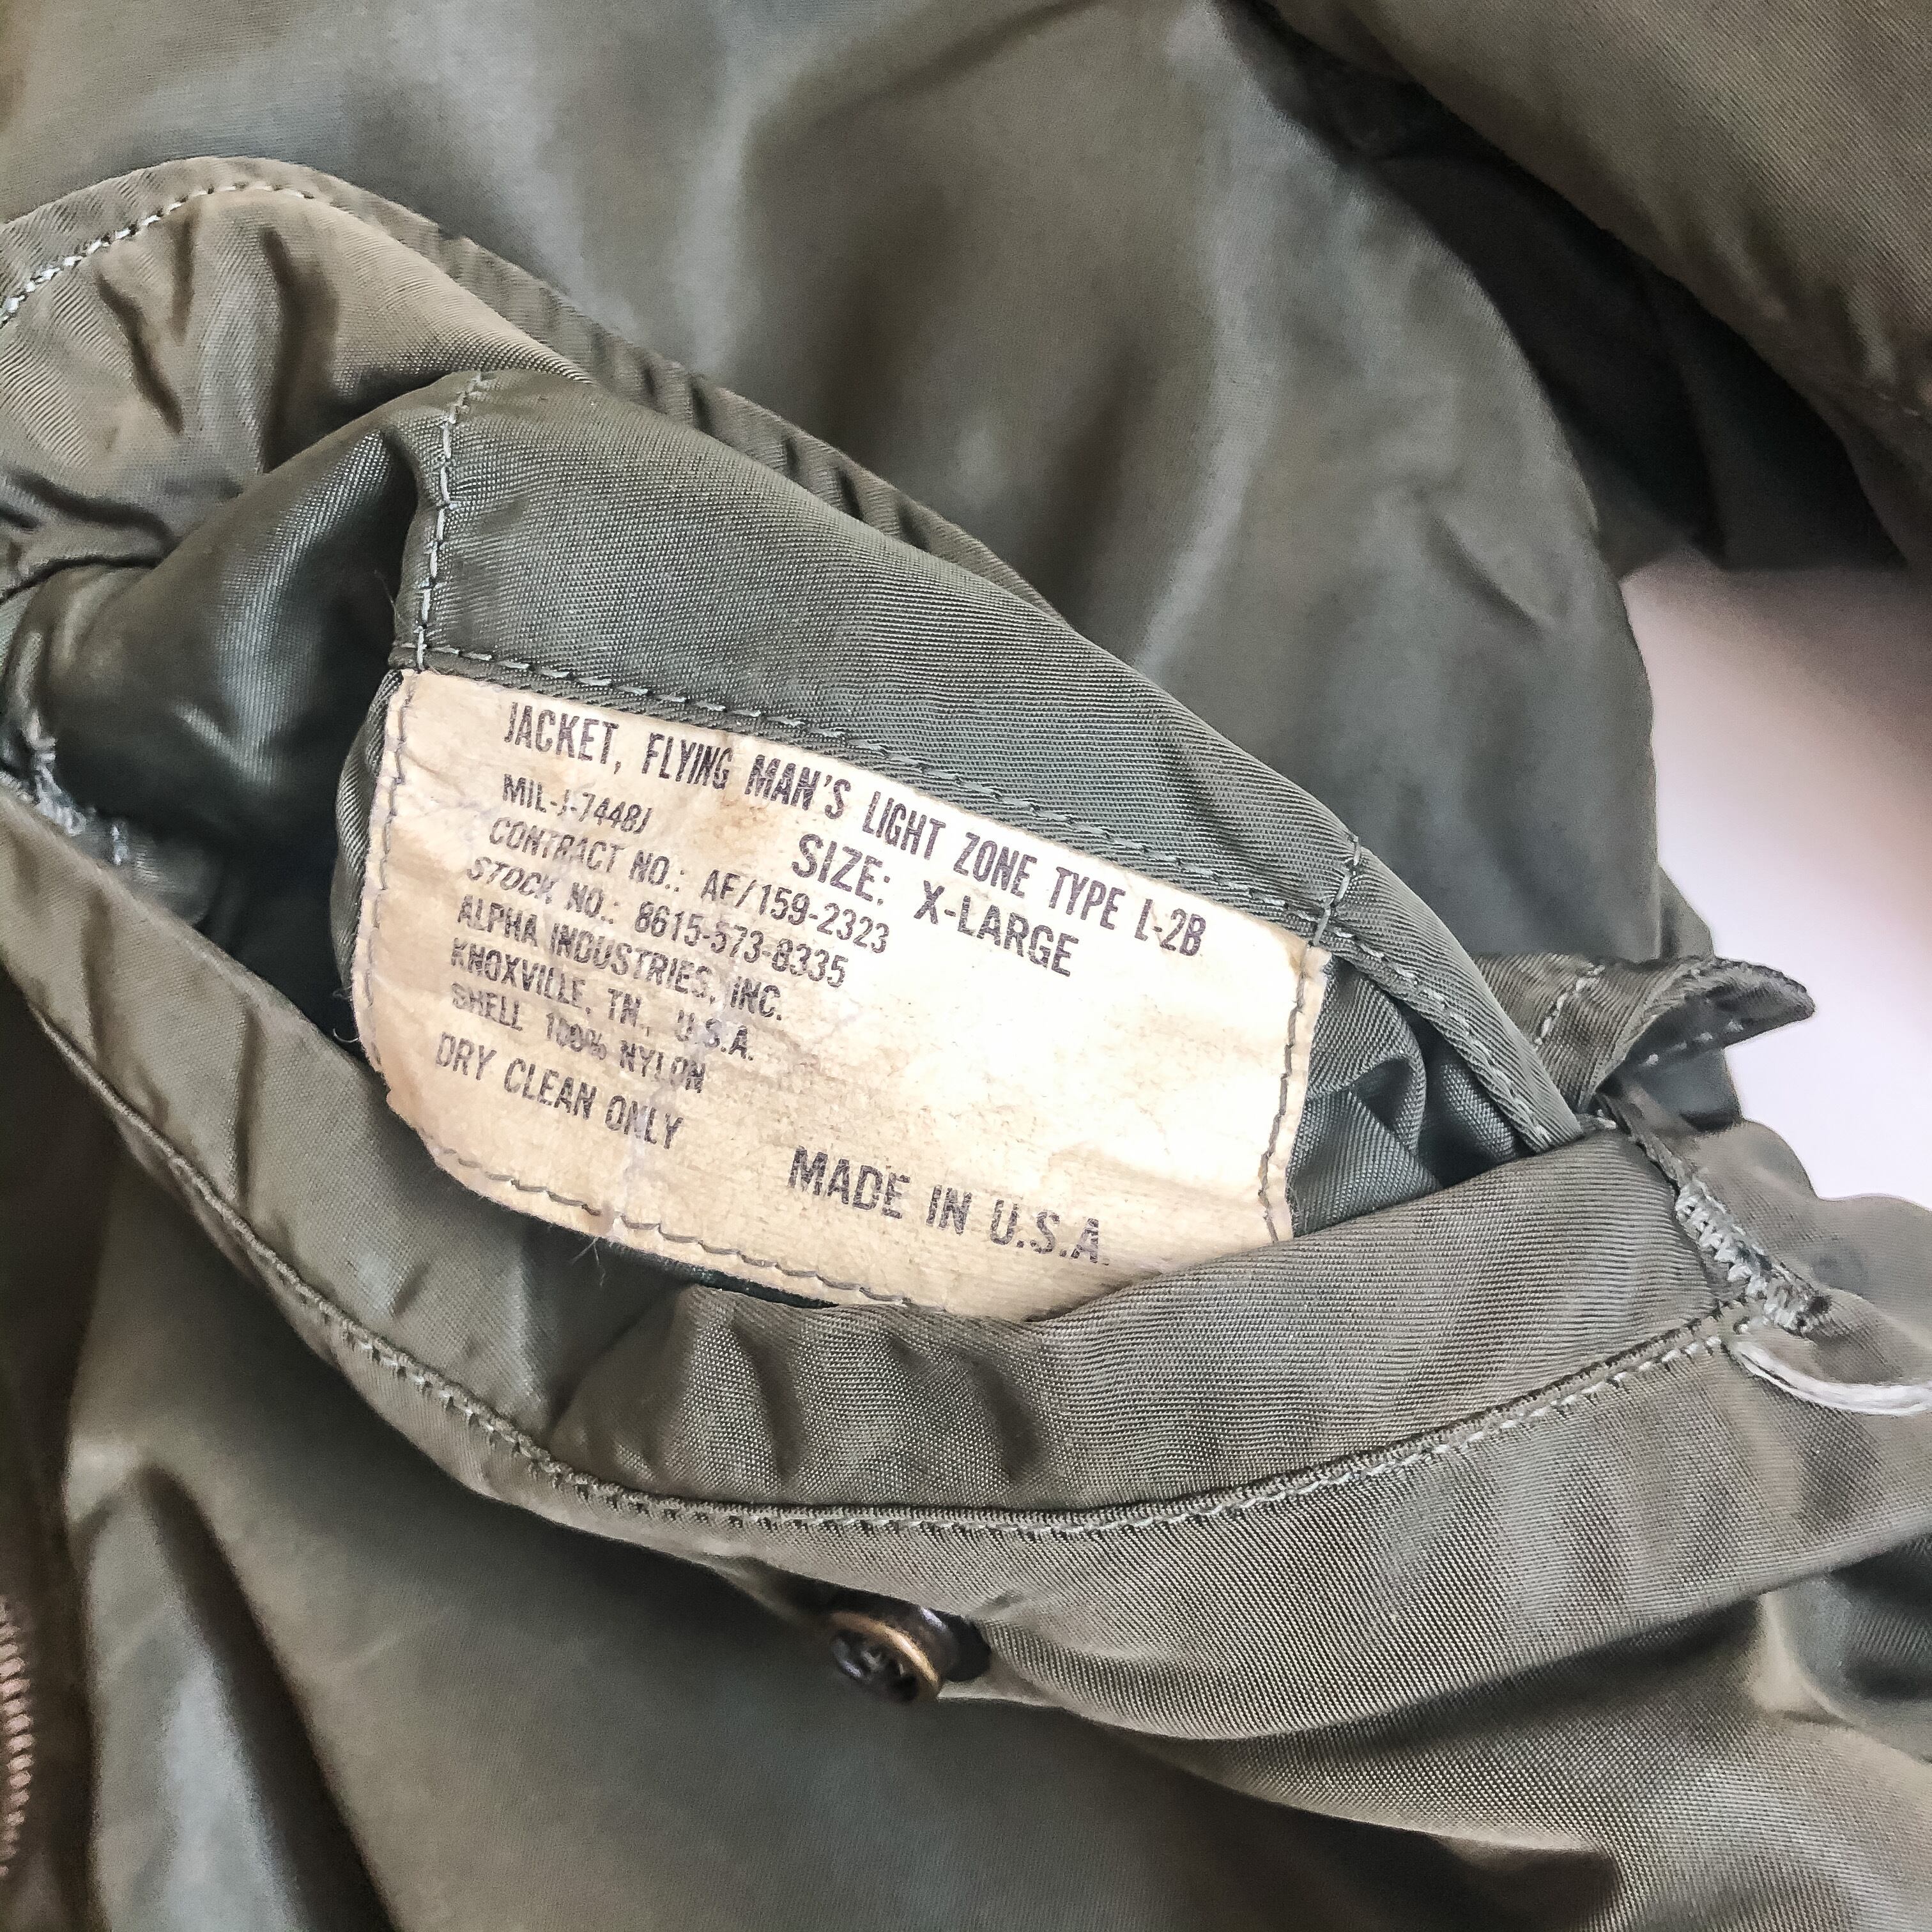 JACKET, FLYING MAN'S LIGHT ZONE TYPE L-2B
MIL-J-7448J
SIZE: X-LARGE
CONTRACT NO.: AF/159-2323
STOCK NO.: 8615-573-8335
ALPHA INDUSTRIES, INC.
KNOXVILLE, TN., U.S.A.
SHELL 100% NYLON
DRY CLEAN ONLY
MADE IN U.S.A.